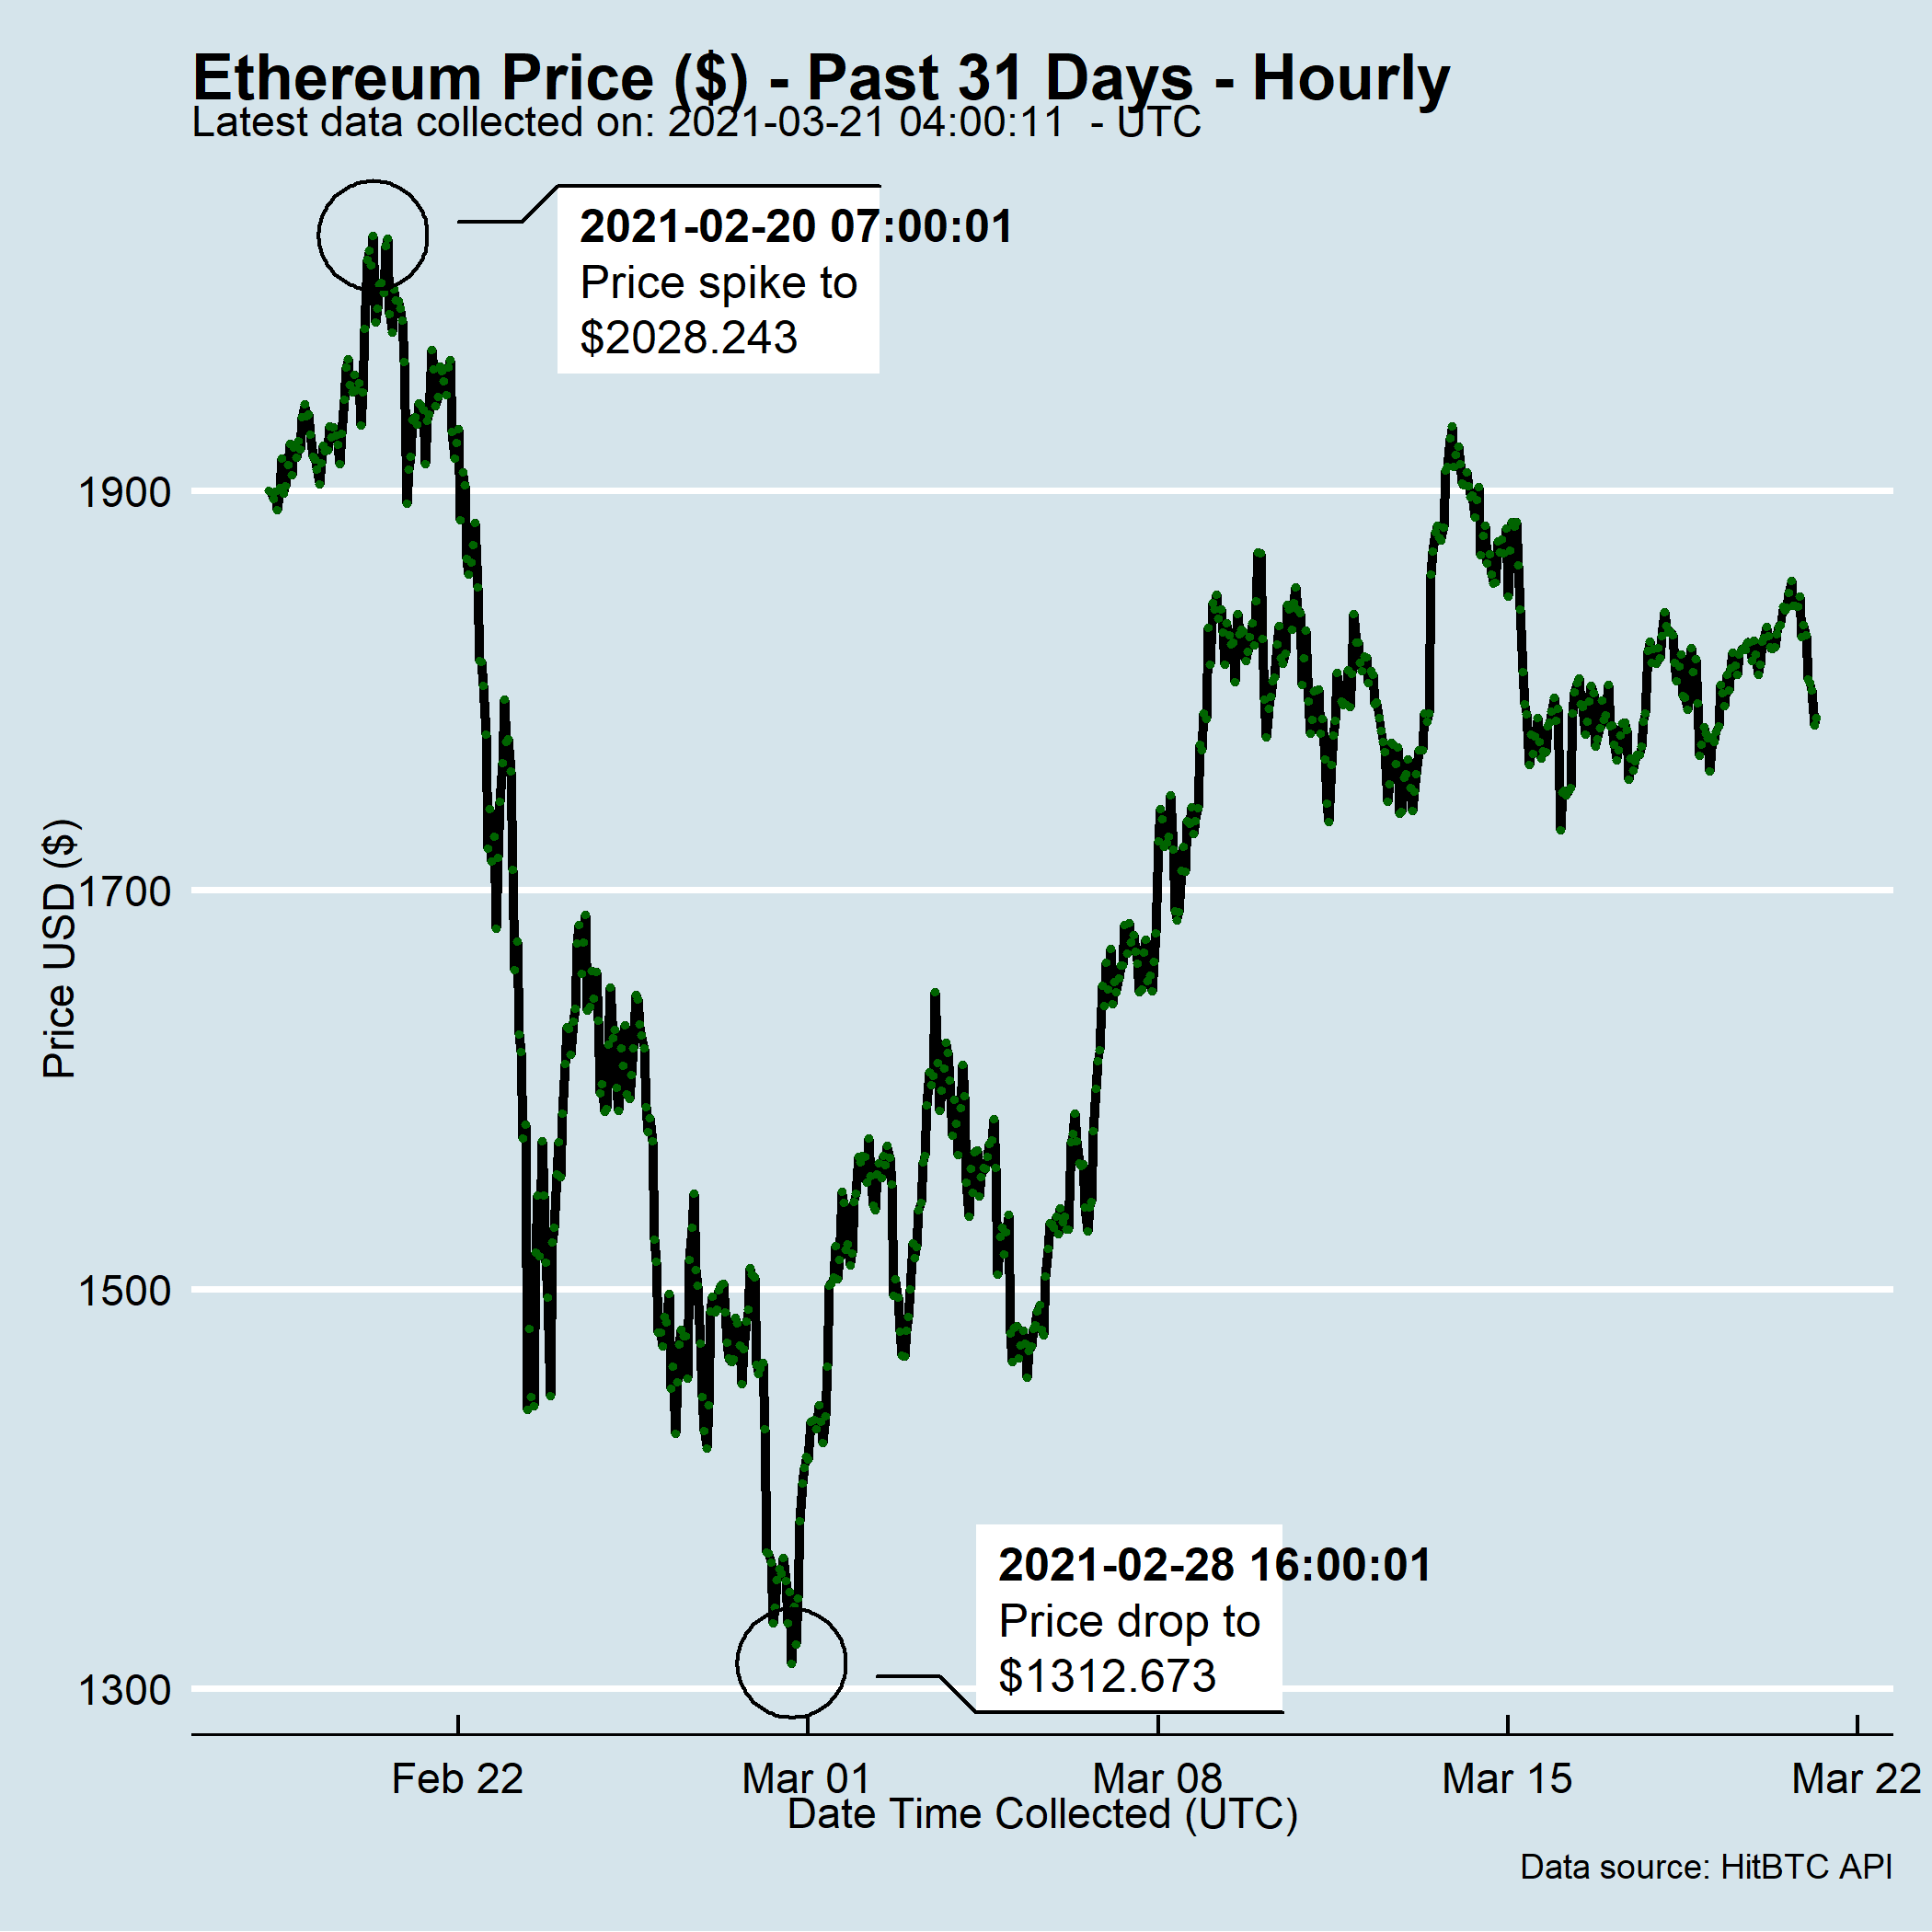 Ethereum Price ($) - Past 31 Days - Hourly
Latest data collected on: 2021-03-21 04:00:11  - UTC
2021-02-20 07:00:01
Price spike to
$2028.243
1900
1700
1500
1300
Price USD ($)
2021-02-28 16:00:01
Price drop to
$1312.673
Feb 22
Mar 01
Mar 08
Mar 15
Mar 22
Date Time Collected (UTC)
Data source: HitBTC API